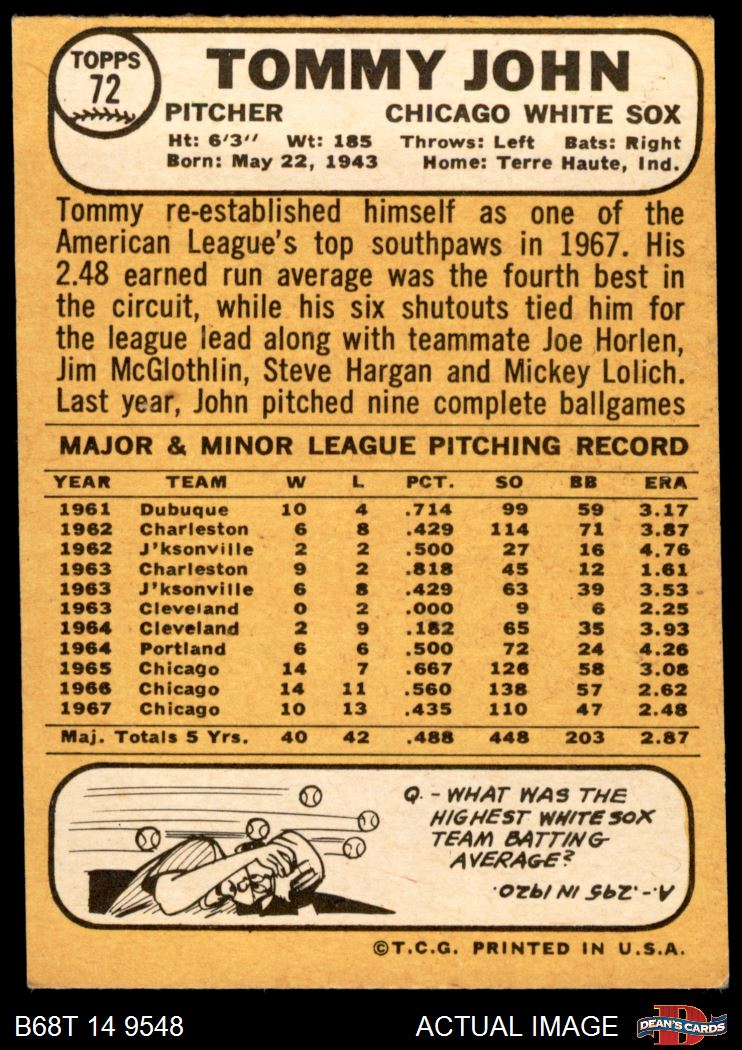 TOPPS
72
TOMMY JOHN
PITCHER CHICAGO WHITE SOX
Ht: 6'3" Wt: 185 Throws: Left Bats: Right
Born: May 22, 1943 Home: Terre Haute, Ind.
Tommy re-established himself as one of the
American League's top southpaws in 1967. His
2.48 earned run average was the fourth best in
the circuit, while his six shutouts tied him for
the league lead along with teammate Joe Horlen,
Jim McGlothlin, Steve Hargan and Mickey Lolich.
Last year, John pitched nine complete ballgames
MAJOR & MINOR LEAGUE PITCHING RECORD
YEAR TEAM W L PCT. SO BB ERA
1961 Dubuque 10 4 .714 99 59 3.17
1962 Charleston 6 8 .429 114 71 3.87
1962 J'ksonville 2 2 .500 27 16 4.76
1963 Charleston 9 2 .818 45 12 1.61
1963 J'ksonville 6 8 .429 63 39 3.53
1963 Cleveland 0 2 .000 9 6 2.25
1964 Cleveland 2 9 .182 65 35 3.93
1964 Portland 6 6 .500 72 24 4.26
1965 Chicago 14 7 .667 126 58 3.08
1966 Chicago 14 11 .560 138 57 2.62
1967 Chicago 10 13 .435 110 47 2.48
Maj. Totals 5 Yrs. 40 42 .488 448 203 2.87
Q.-WHAT WAS THE
HIGHEST WHITE SOX
TEAM BATTING
AVERAGE?
A.-.295 IN 1920.
©T.C.G. PRINTED IN U.S.A.
B68T 14 9548 ACTUAL IMAGE DEAN'S CARDS